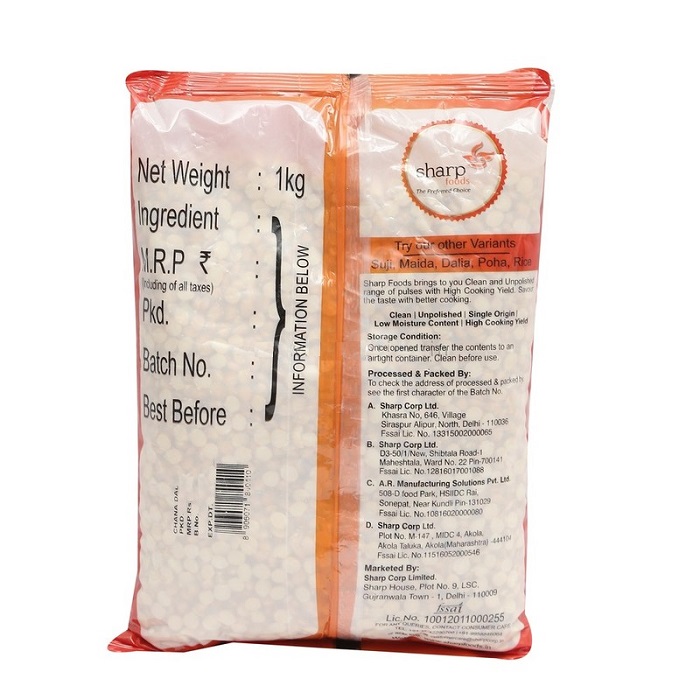 Net Weight : 1kg
Ingredient :
M.R.P ₹
(Including of all taxes)
Pkd. :
Batch No. :
Best Before :
INFORMATION BELOW
CHANA DAL
PKD.
MRP Rs.
B.No.
EXP.DT.
sharp
foods
The Preferred Choice
Try our other Variants
Suji, Maida, Dalia, Poha, Rice
Sharp Foods brings to you Clean and Unpolished
range of pulses with High Cooking Yield. Savour
the taste with better cooking.
Clean | Unpolished | Single Origin |
Low Moisture Content | High Cooking Yield
Storage Condition:
Once opened transfer the contents to an
airtight container. Clean before use.
Processed & Packed By:
To check the address of processed & packed by
see the first character of the Batch No.
A. Sharp Corp Ltd.
Khasra No, 646, Village
Siraspur Alipur, North, Delhi - 110036
Fssai Lic. No. 13315002000065
B. Sharp Corp Ltd.
D3-50/1/New, Shibtala Road-1
Maheshtala, Ward No. 22 Pin-700141
Fssai Lic. No.12816017001088
C. A.R. Manufacturing Solutions Pvt. Ltd.
508-D food Park, HSIIDC Rai,
Sonepat, Near Kundli Pin-131029
Fssai Lic. No.10816020000080
D. Sharp Corp Ltd.
Plot No. M-147 , MIDC 4, Akola,
Akola Taluka, Akola(Maharashtra) -444104
Fssai Lic. No.11516052000546
Marketed By:
Sharp Corp Limited.
Sharp House, Plot No. 9, LSC,
Gujranwala Town - 1, Delhi - 110009
fssai
Lic.No. 10012011000255
FOR ANY QUERIES, CONTACT CONSUMER CARE